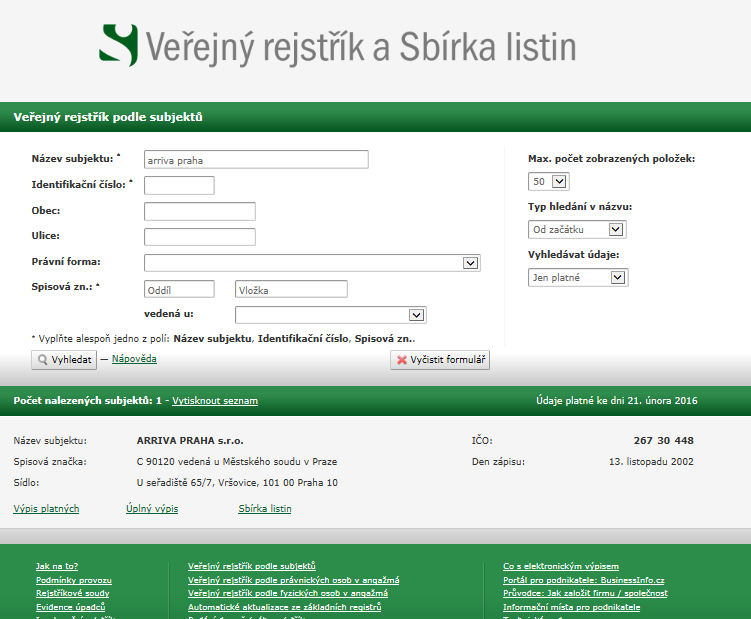 Veřejný rejstřík a Sbírka listin
Veřejný rejstřík podle subjektů
Název subjektu: * arriva praha
Identifikační číslo: *
Obec:
Ulice:
Právní forma:
Spisová zn.: * Oddíl Vložka
vedená u:
* Vyplňte alespoň jedno z polí: Název subjektu, Identifikační číslo, Spisová zn..
Vyhledat — Nápověda Vyčistit formulář
Max. počet zobrazených položek:
50
Typ hledání v názvu:
Od začátku
Vyhledávat údaje:
Jen platné
Počet nalezených subjektů: 1 - Vytisknout seznam Údaje platné ke dni 21. února 2016
Název subjektu: ARRIVA PRAHA s.r.o. IČO: 267 30 448
Spisová značka: C 90120 vedená u Městského soudu v Praze Den zápisu: 13. listopadu 2002
Sídlo: U seřadiště 65/7, Vršovice, 101 00 Praha 10
Výpis platných Úplný výpis Sbírka listin
Jak na to?
Podmínky provozu
Rejstříkové soudy
Evidence úpadců
Veřejný rejstřík podle subjektů
Veřejný rejstřík podle právnických osob v angažmá
Veřejný rejstřík podle fyzických osob v angažmá
Automatické aktualizace ze základních registrů
Co s elektronickým výpisem
Portál pro podnikatele: BusinessInfo.cz
Průvodce: Jak založit firmu / společnost
Informační místa pro podnikatele